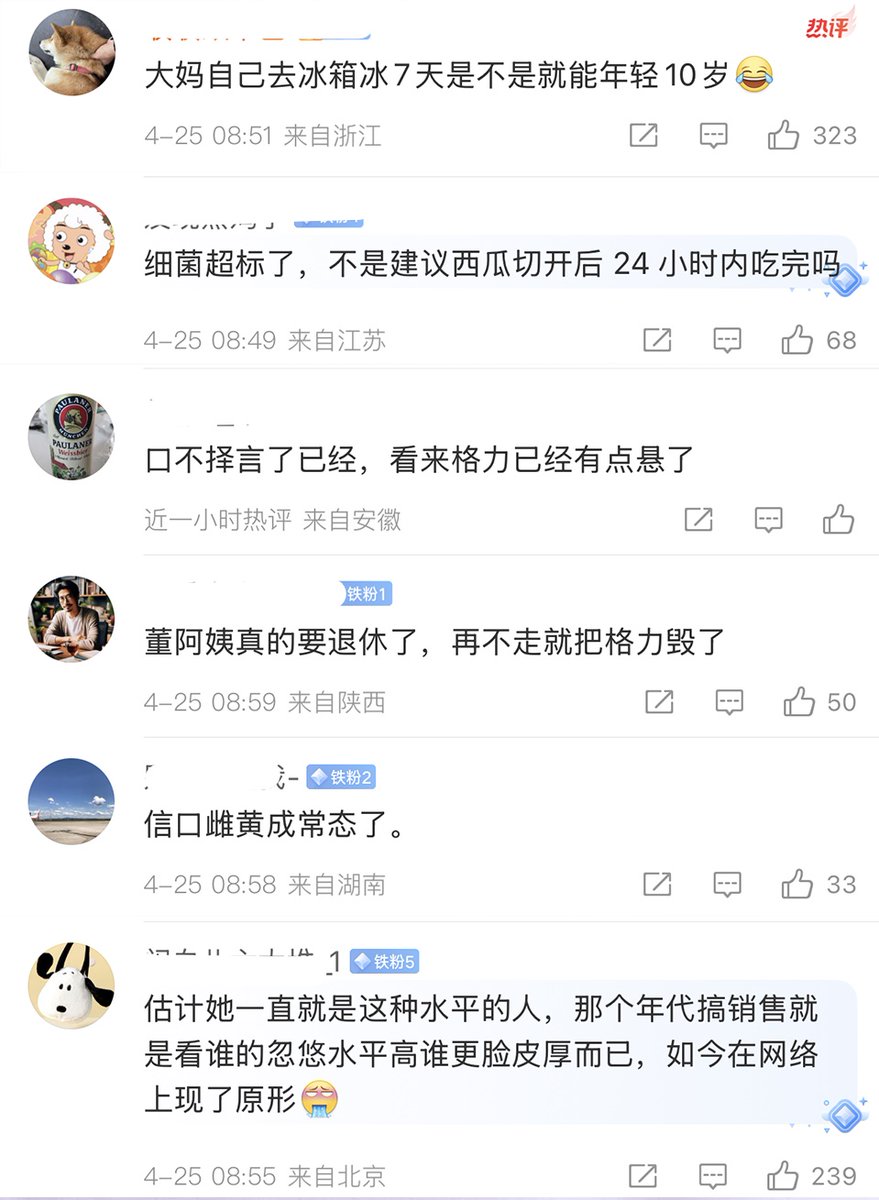 热评
大妈自己去冰箱冰7天是不是就能年轻10岁😂
4-25 08:51 来自浙江
323
细菌超标了，不是建议西瓜切开后 24 小时内吃完吗
4-25 08:49 来自江苏
68
PAULANER
MÜNCHEN
PAULANER
Weissbier
口不择言了已经，看来格力已经有点悬了
近一小时热评 来自安徽
铁粉1
董阿姨真的要退休了，再不走就把格力毁了
4-25 08:59 来自陕西
50
铁粉2
信口雌黄成常态了。
4-25 08:58 来自湖南
33
_1 铁粉5
估计她一直就是这种水平的人，那个年代搞销售就
是看谁的忽悠水平高谁更脸皮厚而已，如今在网络
上现了原形
4-25 08:55 来自北京
239